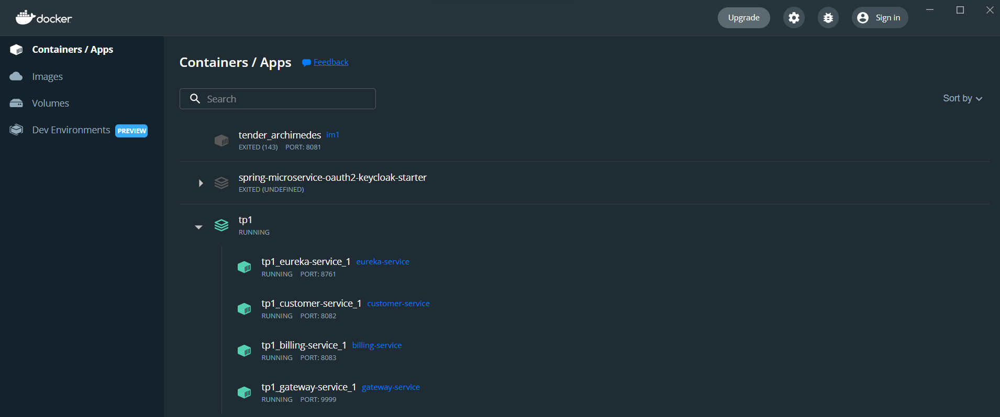 docker
Upgrade
Sign in
Containers / Apps
Images
Volumes
Dev Environments PREVIEW
Containers / Apps Feedback
Search
Sort by
tender_archimedes im1
EXITED (143) PORT: 8081
spring-microservice-oauth2-keycloak-starter
EXITED (UNDEFINED)
tp1
RUNNING
tp1_eureka-service_1 eureka-service
RUNNING PORT: 8761
tp1_customer-service_1 customer-service
RUNNING PORT: 8082
tp1_billing-service_1 billing-service
RUNNING PORT: 8083
tp1_gateway-service_1 gateway-service
RUNNING PORT: 9999